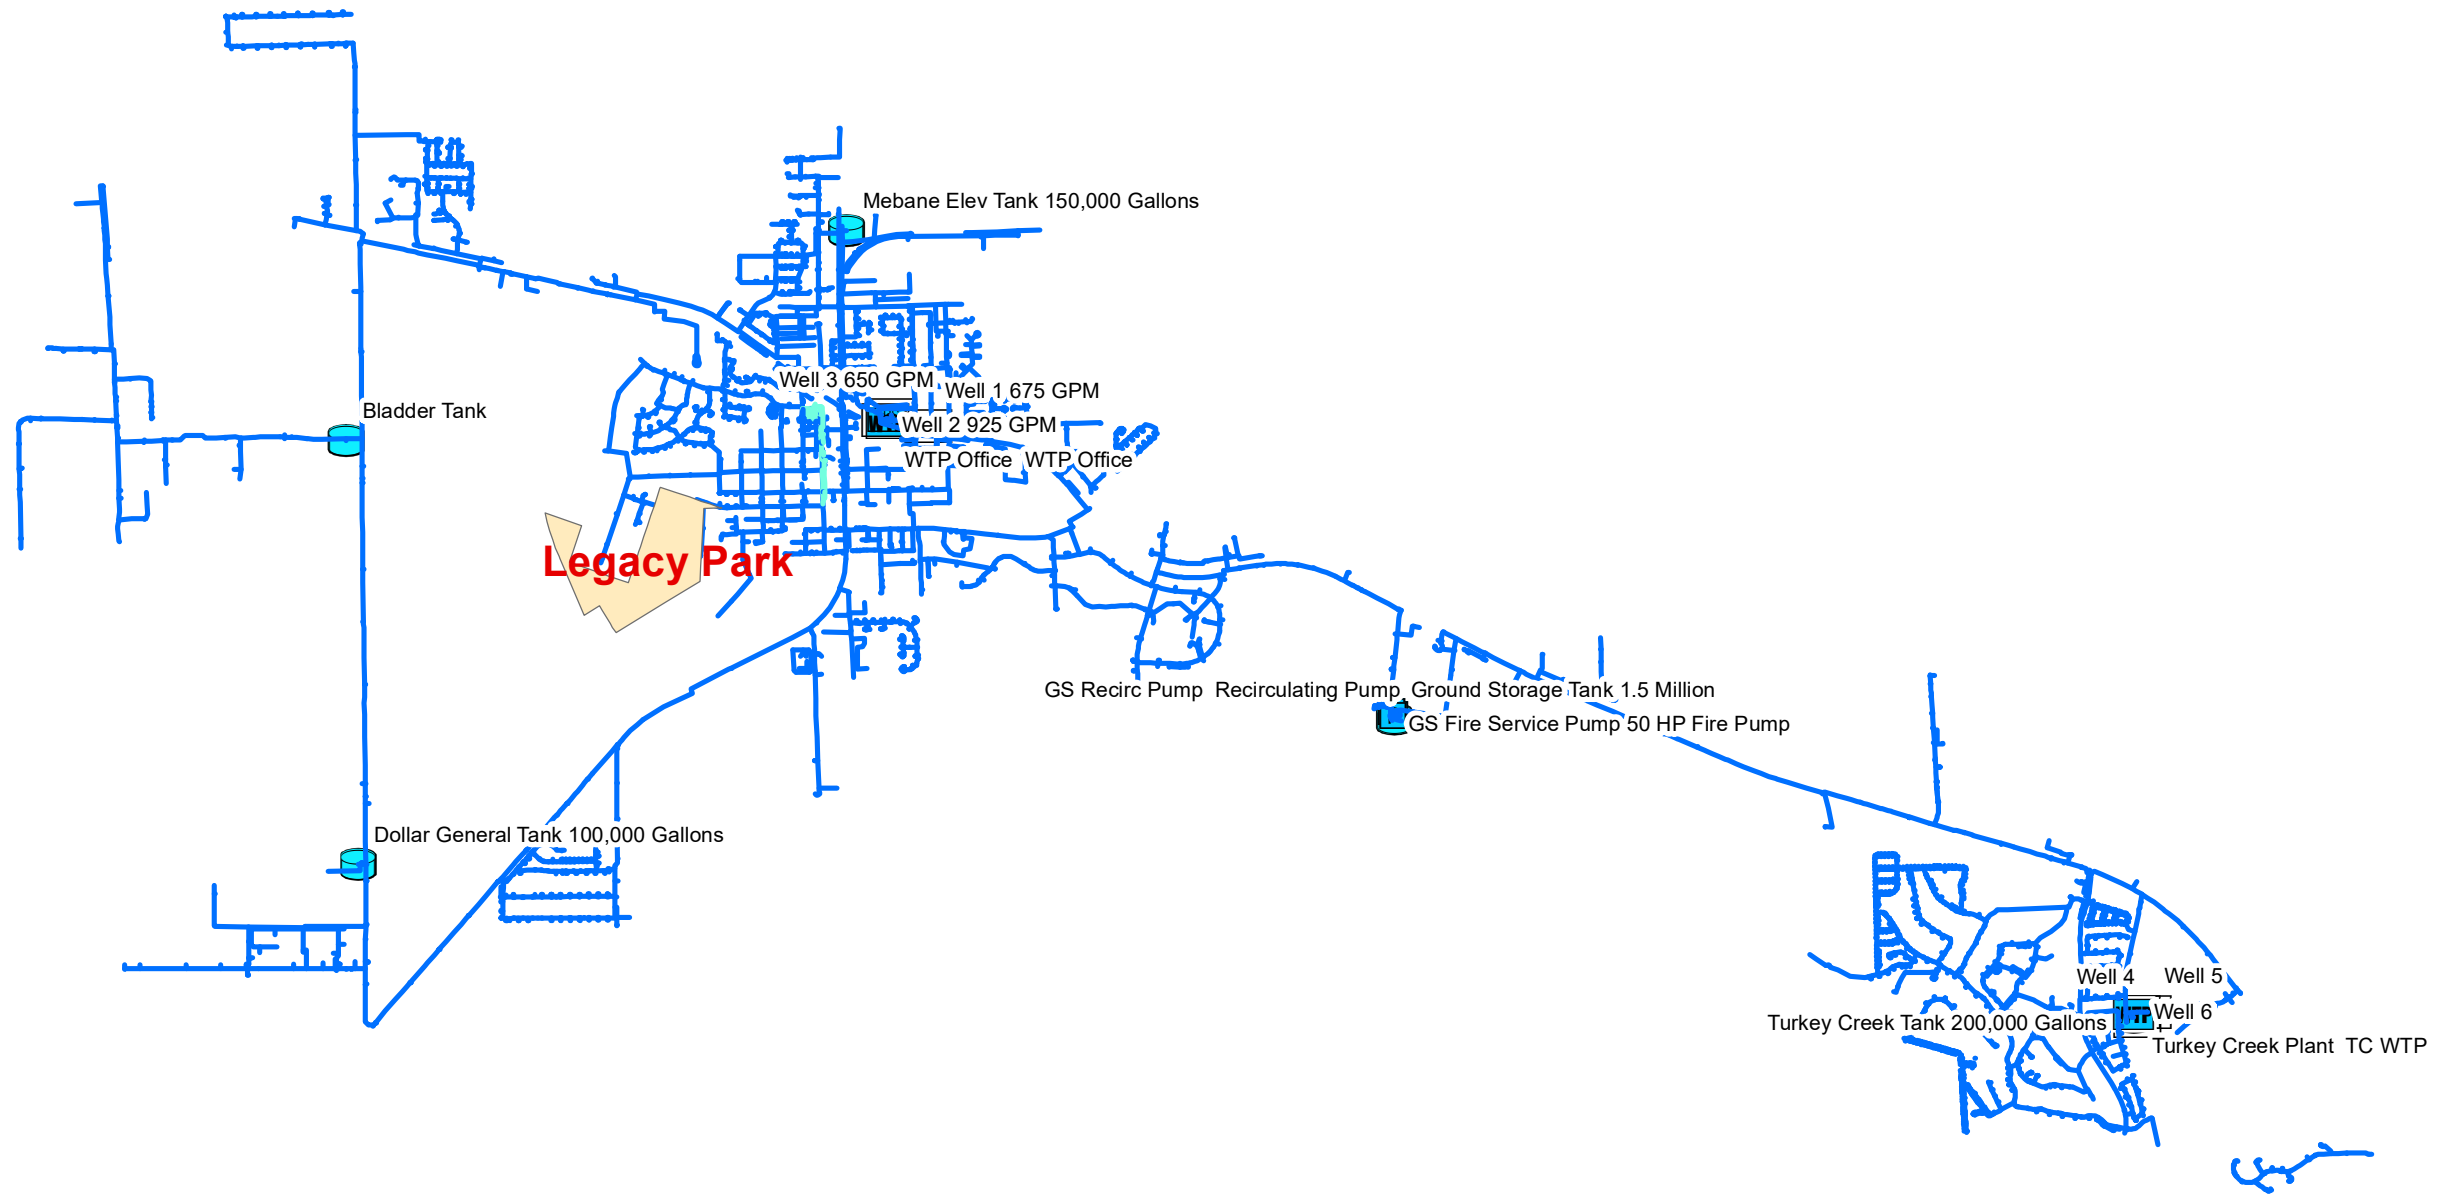 Mebane Elev Tank 150,000 Gallons
Well 3 650 GPM
Well 1 675 GPM
Bladder Tank
Well 2 925 GPM
WTP Office WTP Office
Legacy Park
GS Recirc Pump Recirculating Pump Ground Storage Tank 1.5 Million
GS Fire Service Pump 50 HP Fire Pump
Dollar General Tank 100,000 Gallons
Well 4
Well 5
Well 6
Turkey Creek Tank 200,000 Gallons
Turkey Creek Plant TC WTP